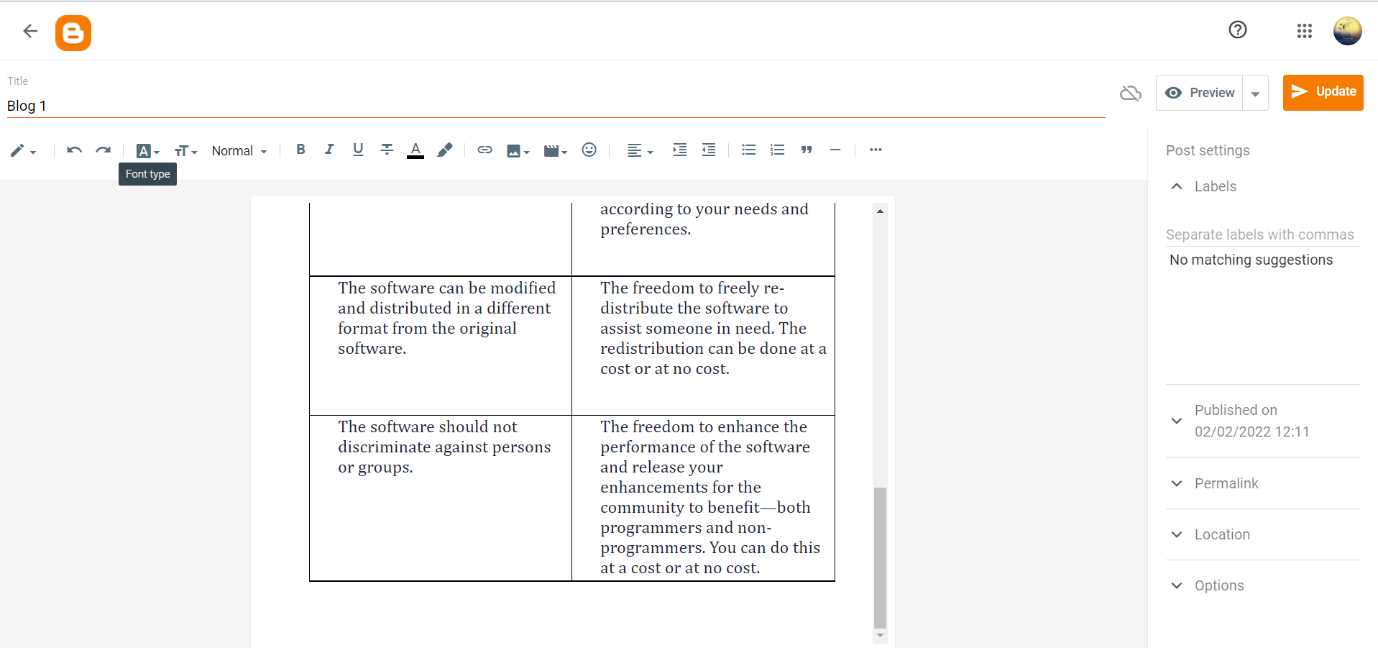 Title
Blog 1
Preview
Update
Normal
B I U A
Font type
Post settings
Labels
Separate labels with commas
No matching suggestions
Published on
02/02/2022 12:11
Permalink
Location
Options
according to your needs and
preferences.
The software can be modified
and distributed in a different
format from the original
software.
The freedom to freely re-
distribute the software to
assist someone in need. The
redistribution can be done at a
cost or at no cost.
The software should not
discriminate against persons
or groups.
The freedom to enhance the
performance of the software
and release your
enhancements for the
community to benefit—both
programmers and non-
programmers. You can do this
at a cost or at no cost.